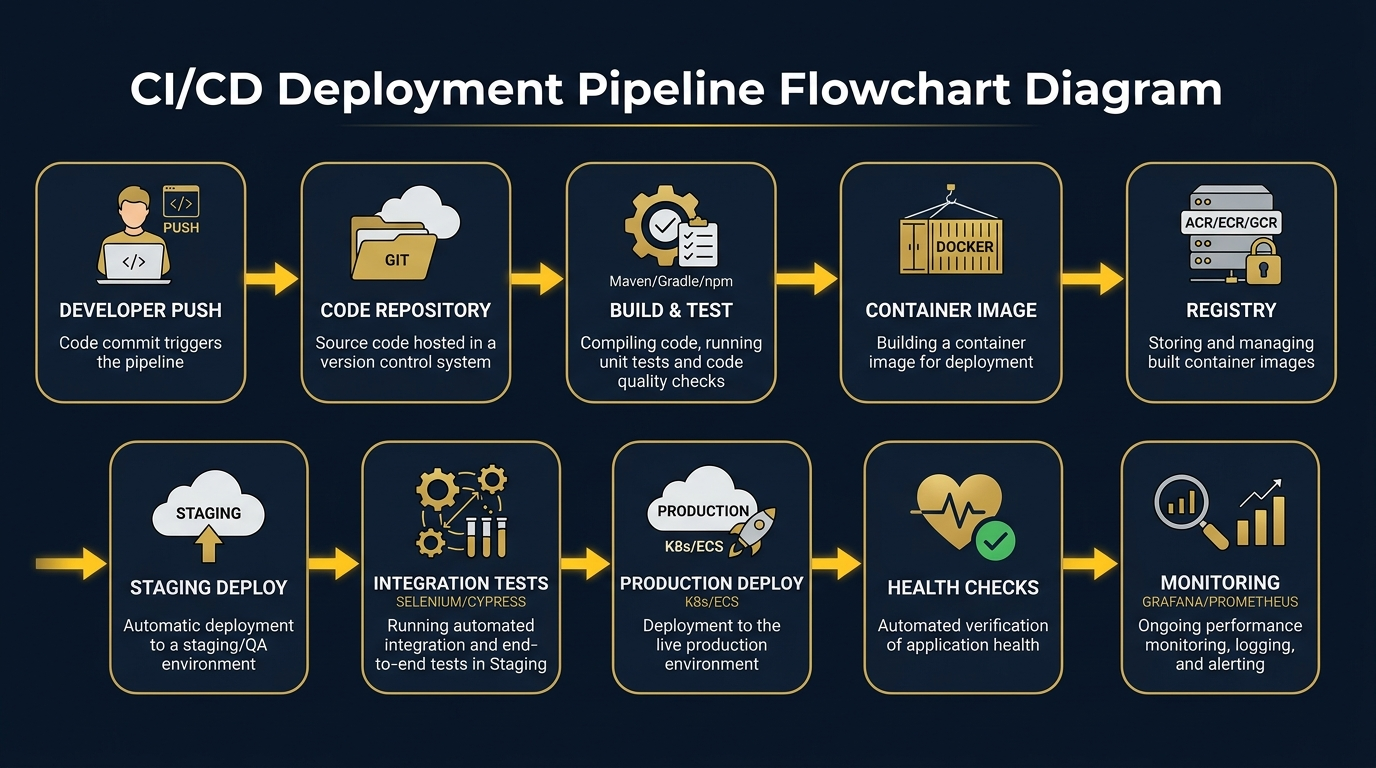 CI/CD Deployment Pipeline Flowchart Diagram
</>
PUSH
</>
DEVELOPER PUSH
Code commit triggers
the pipeline
GIT
CODE REPOSITORY
Source code hosted in a
version control system
Maven/Gradle/npm
BUILD & TEST
Compiling code, running
unit tests and code
quality checks
DOCKER
CONTAINER IMAGE
Building a container
image for deployment
ACR/ECR/GCR
REGISTRY
Storing and managing
built container images
STAGING
STAGING DEPLOY
Automatic deployment
to a staging/QA
environment
INTEGRATION TESTS
SELENIUM/CYPRESS
Running automated
integration and end-
to-end tests in Staging
PRODUCTION
K8s/ECS
PRODUCTION DEPLOY
K8s/ECS
Deployment to the
live production
environment
HEALTH CHECKS
Automated verification
of application health
MONITORING
GRAFANA/PROMETHEUS
Ongoing performance
monitoring, logging,
and alerting